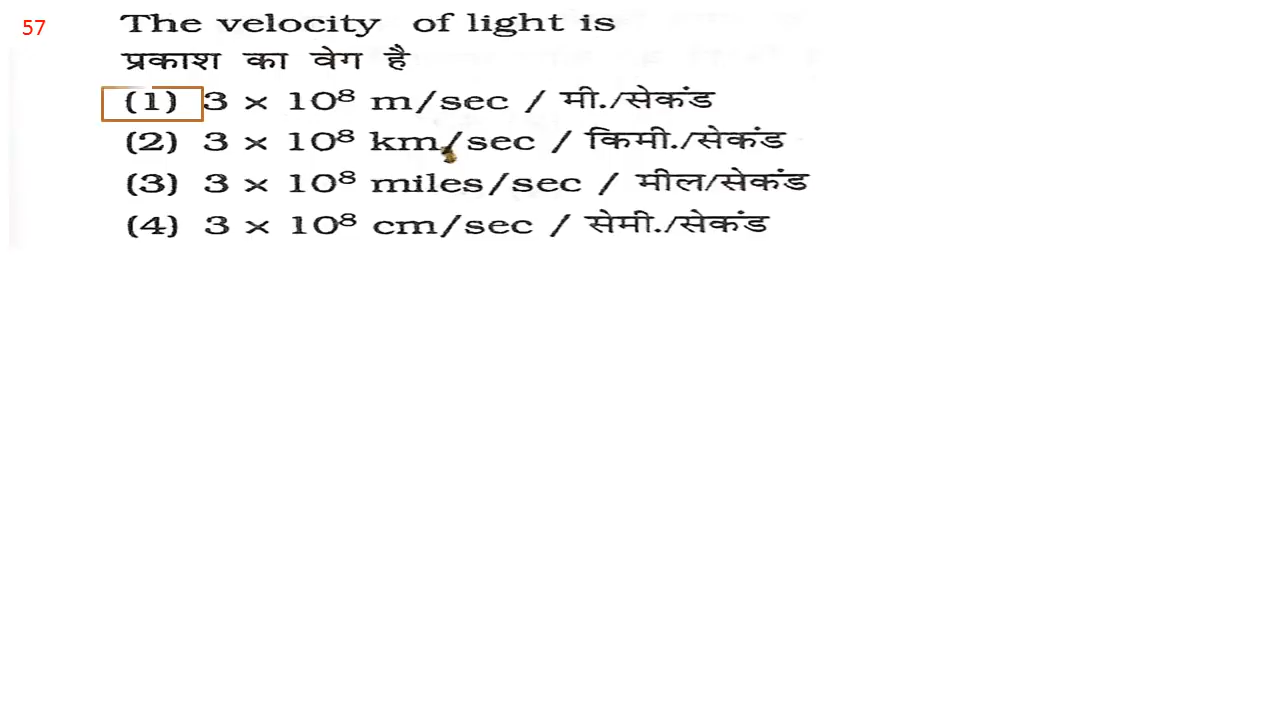 57
The velocity of light is
प्रकाश का वेग है
(1) 3 × 10⁸ m/sec / मी./सेकंड
(2) 3 × 10⁸ km/sec / किमी./सेकंड
(3) 3 × 10⁸ miles/sec / मील/सेकंड
(4) 3 × 10⁸ cm/sec / सेमी./सेकंड